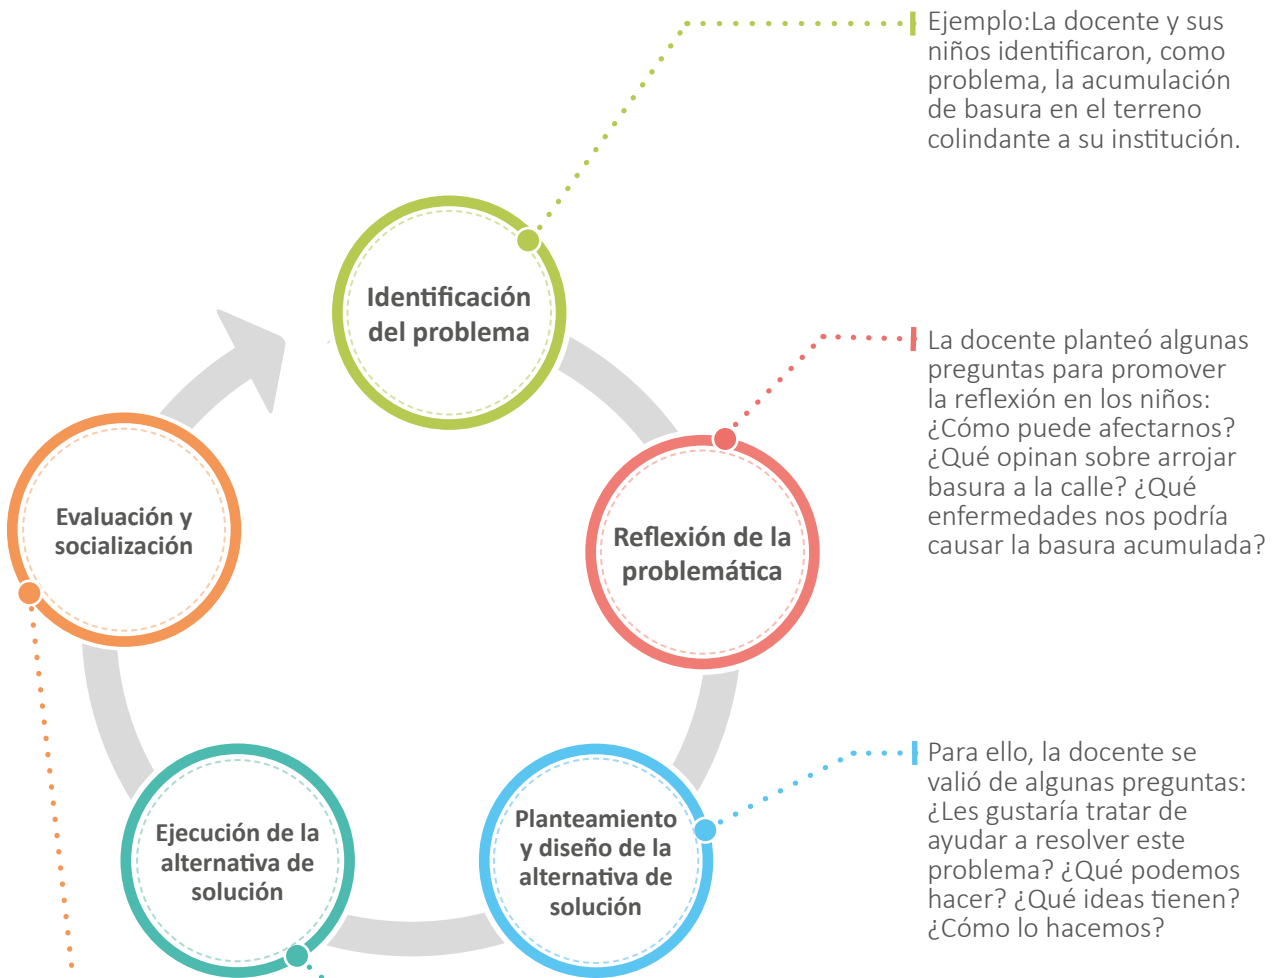 Ejemplo:La docente y sus
niños identificaron, como
problema, la acumulación
de basura en el terreno
colindante a su institución.
Identificación
del problema
La docente planteó algunas
preguntas para promover
la reflexión en los niños:
¿Cómo puede afectarnos?
¿Qué opinan sobre arrojar
basura a la calle? ¿Qué
enfermedades nos podría
causar la basura acumulada?
Reflexión de la
problemática
Para ello, la docente se
valió de algunas preguntas:
¿Les gustaría tratar de
ayudar a resolver este
problema? ¿Qué podemos
hacer? ¿Qué ideas tienen?
¿Cómo lo hacemos?
Planteamiento
y diseño de la
alternativa de
solución
Ejecución de la
alternativa de
solución
Evaluación y
socialización